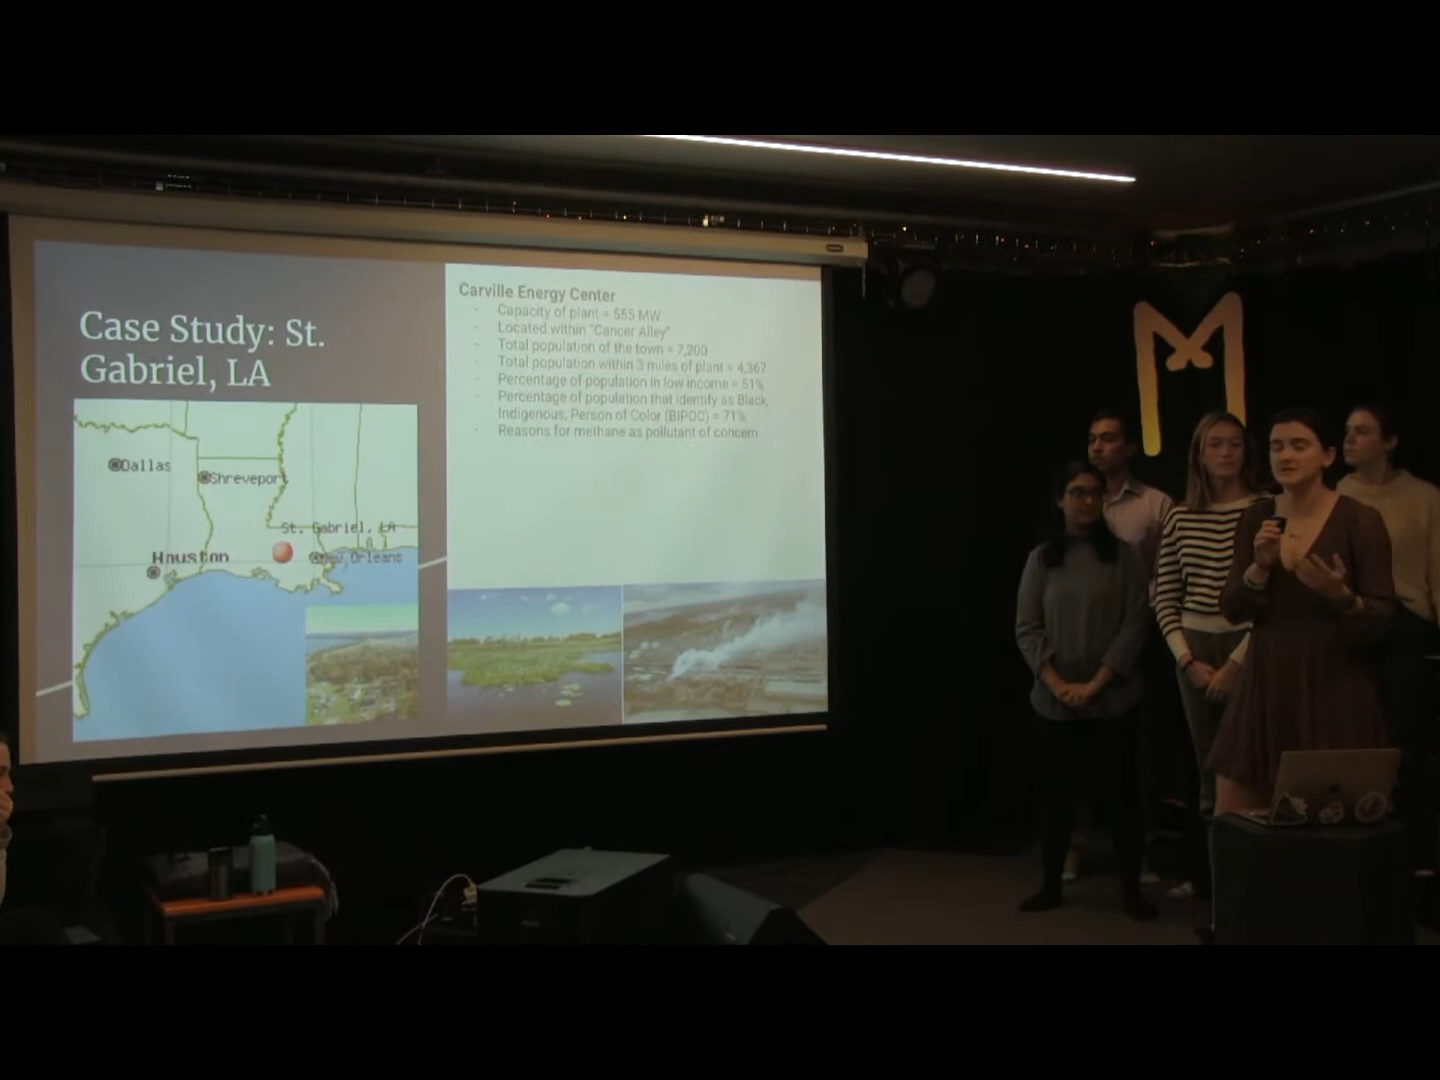 Case Study: St.
Gabriel, LA
Dallas
Shreveport
St. Gabriel, LA
Houston
New Orleans
Carville Energy Center
- Capacity of plant = 555 MW
- Located within "Cancer Alley"
- Total population of the town = 7,200
- Total population within 3 miles of plant = 4,367
- Percentage of population in low income = 51%
- Percentage of population that identify as Black,
Indigenous, Person of Color (BIPOC) = 71%
- Reasons for methane as pollutant of concern
M